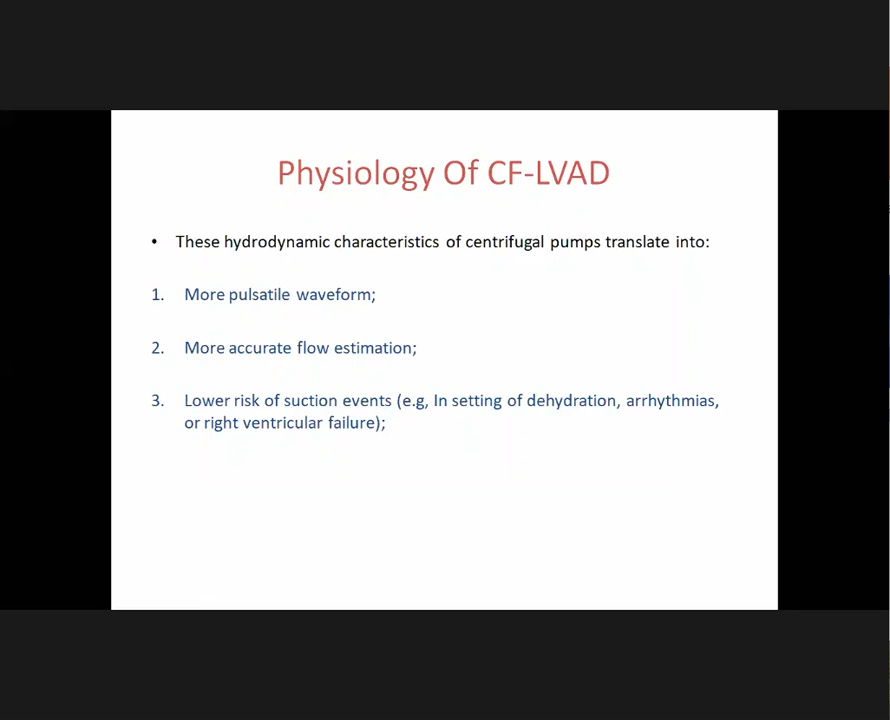 Physiology Of CF-LVAD
• These hydrodynamic characteristics of centrifugal pumps translate into:
1. More pulsatile waveform;
2. More accurate flow estimation;
3. Lower risk of suction events (e.g, In setting of dehydration, arrhythmias,
or right ventricular failure);